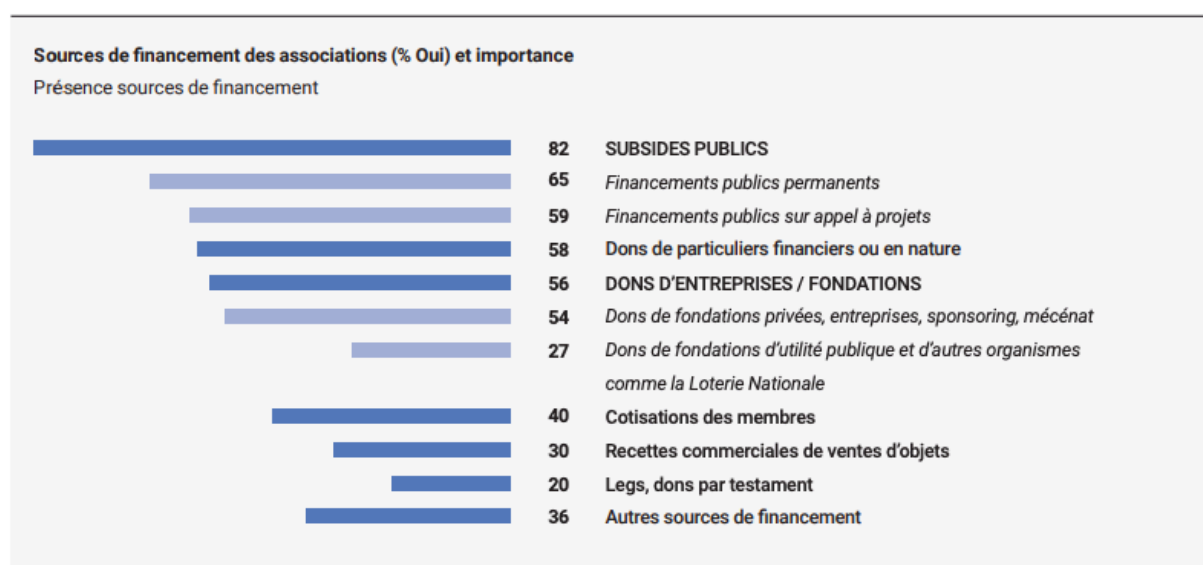 Sources de financement des associations (% Oui) et importance
Présence sources de financement
82 SUBSIDES PUBLICS
65 Financements publics permanents
59 Financements publics sur appel à projets
58 Dons de particuliers financiers ou en nature
56 DONS D'ENTREPRISES / FONDATIONS
54 Dons de fondations privées, entreprises, sponsoring, mécénat
27 Dons de fondations d'utilité publique et d'autres organismes
comme la Loterie Nationale
40 Cotisations des membres
30 Recettes commerciales de ventes d'objets
20 Legs, dons par testament
36 Autres sources de financement